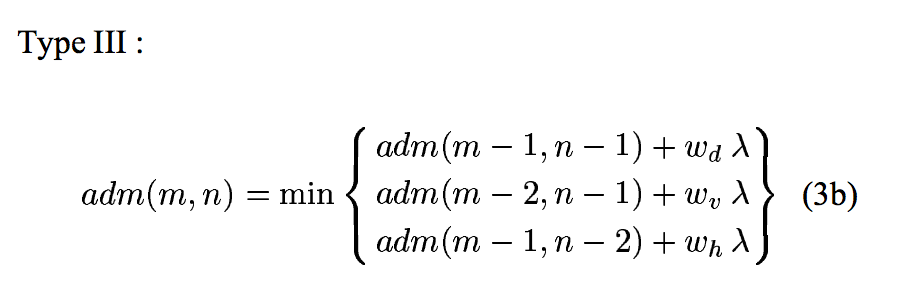 Type III :
adm(m − 1, n − 1) + w_d λ
adm(m, n) = min { adm(m − 2, n − 1) + w_v λ } (3b)
adm(m − 1, n − 2) + w_h λ